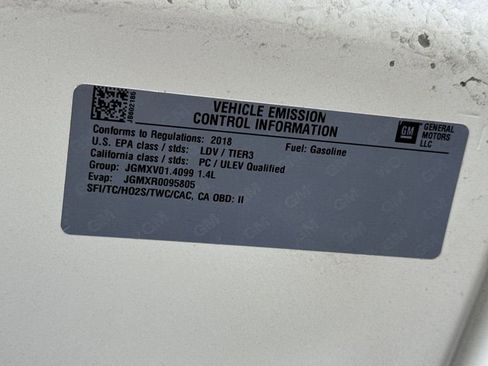 JB602185
VEHICLE EMISSION
CONTROL INFORMATION
GM
GENERAL
MOTORS
LLC
Conforms to Regulations: 2018
Fuel: Gasoline
U.S. EPA class / stds: LDV / TIER3
California class / stds: PC / ULEV Qualified
Group: JGMXV01.4099 1.4L
Evap: JGMXR0095805
SFI/TC/HO2S/TWC/CAC, CA OBD: II